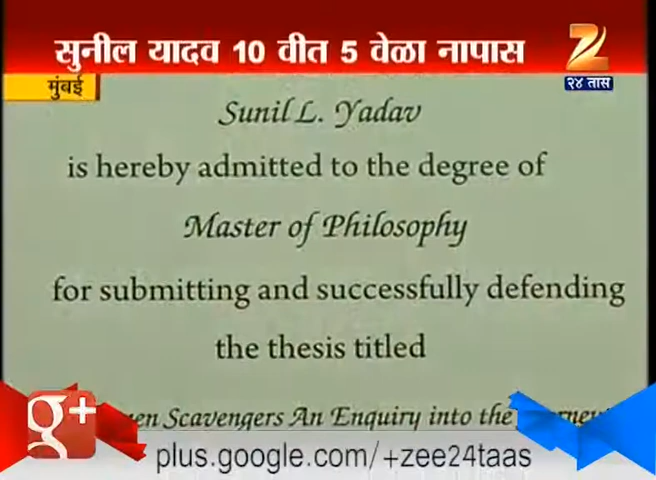 सुनील यादव 10 वीत 5 वेळा नापास
२४ तास
मुंबई
Sunil L. Yadav
is hereby admitted to the degree of
Master of Philosophy
for submitting and successfully defending
the thesis titled
Scavengers An Enquiry into the
g+
plus.google.com/+zee24taas